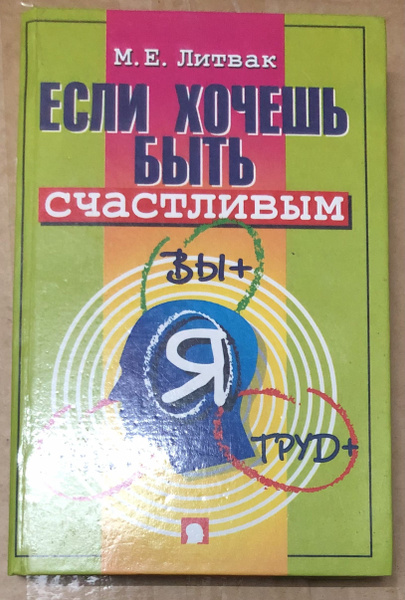 М. Е. Литвак
ЕСЛИ ХОЧЕШЬ
БЫТЬ
СЧАСТЛИВЫМ
ВЫ+
Я
ТРУД+